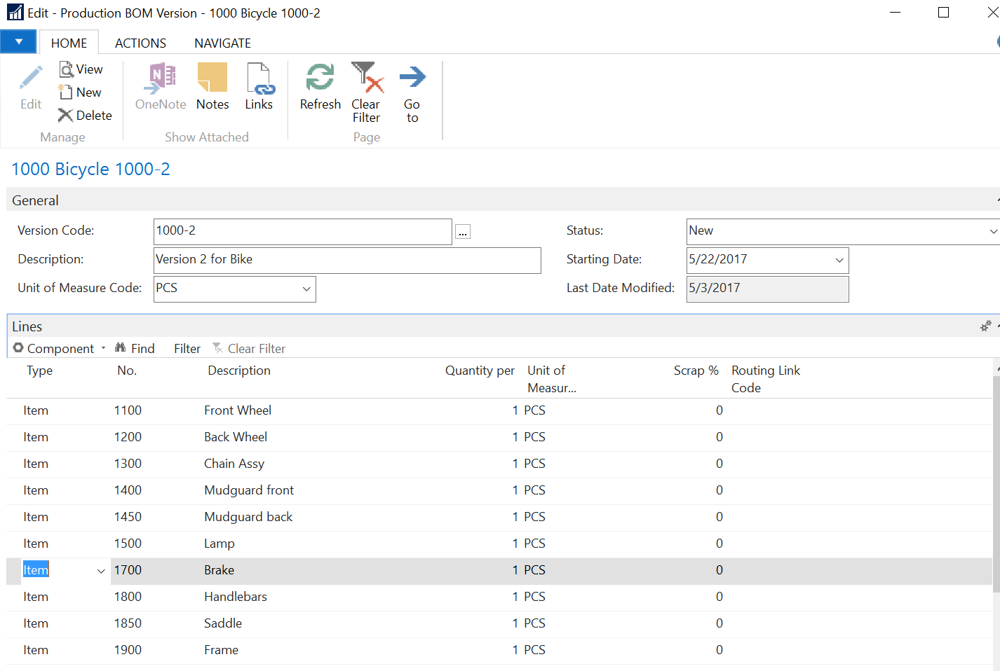 Edit - Production BOM Version - 1000 Bicycle 1000-2
HOME ACTIONS NAVIGATE
Edit
View
New
Delete
Manage
OneNote
Notes
Links
Show Attached
Refresh
Clear Filter
Go to
Page
1000 Bicycle 1000-2
General
Version Code: 1000-2 ...
Status: New
Description: Version 2 for Bike
Starting Date: 5/22/2017
Unit of Measure Code: PCS
Last Date Modified: 5/3/2017
Lines
Component Find Filter Clear Filter
Type No. Description Quantity per Unit of Measur... Scrap % Routing Link Code
Item 1100 Front Wheel 1 PCS 0
Item 1200 Back Wheel 1 PCS 0
Item 1300 Chain Assy 1 PCS 0
Item 1400 Mudguard front 1 PCS 0
Item 1450 Mudguard back 1 PCS 0
Item 1500 Lamp 1 PCS 0
Item 1700 Brake 1 PCS 0
Item 1800 Handlebars 1 PCS 0
Item 1850 Saddle 1 PCS 0
Item 1900 Frame 1 PCS 0